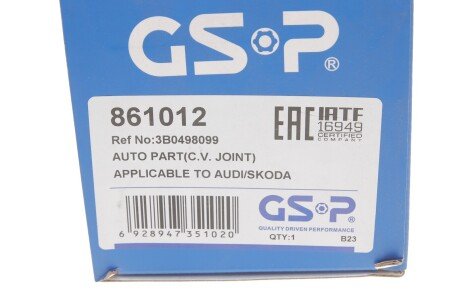 GSP®
861012
Ref No:3B0498099
AUTO PART(C.V. JOINT)
APPLICABLE TO AUDI/SKODA
EAC IATF
16949
CERTIFIED
COMPANY
6 928947 351020
GSP
QUALITY DRIVEN PERFORMANCE
QTY:1 B23